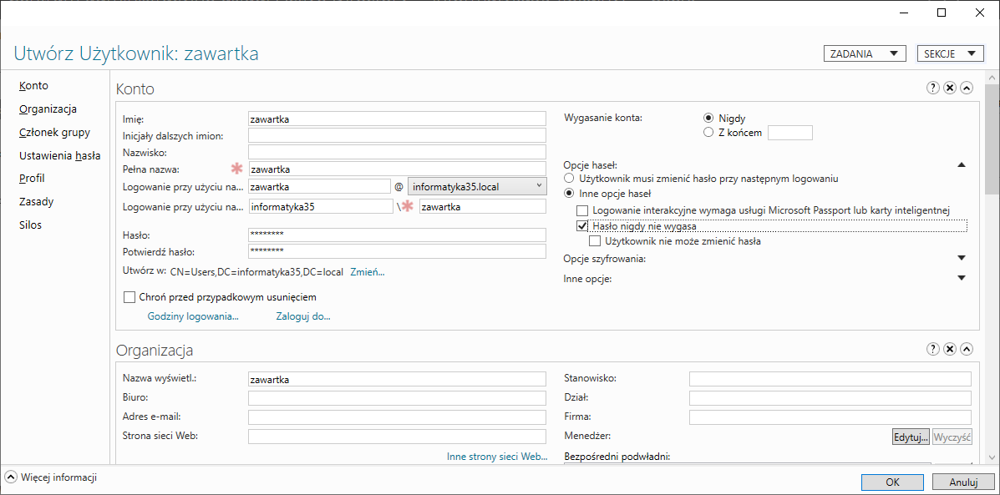 Utwórz Użytkownik: zawartka
ZADANIA
SEKCJE
Konto
Organizacja
Członek grupy
Ustawienia hasła
Profil
Zasady
Silos
Konto
Imię: zawartka
Inicjały dalszych imion:
Nazwisko:
Pełna nazwa: * zawartka
Logowanie przy użyciu na... zawartka @ informatyka35.local
Logowanie przy użyciu na... informatyka35 \ * zawartka
Hasło: ********
Potwierdź hasło: ********
Utwórz w: CN=Users,DC=informatyka35,DC=local Zmień...
Chroń przed przypadkowym usunięciem
Godziny logowania... Zaloguj do...
Wygasanie konta: Nigdy
Z końcem
Opcje haseł:
Użytkownik musi zmienić hasło przy następnym logowaniu
Inne opcje haseł
Logowanie interakcyjne wymaga usługi Microsoft Passport lub karty inteligentnej
Hasło nigdy nie wygasa
Użytkownik nie może zmienić hasła
Opcje szyfrowania:
Inne opcje:
Organizacja
Nazwa wyświetl.: zawartka
Biuro:
Adres e-mail:
Strona sieci Web:
Inne strony sieci Web...
Stanowisko:
Dział:
Firma:
Menedżer: Edytuj... Wyczyść
Bezpośredni podwładni:
Więcej informacji
OK Anuluj